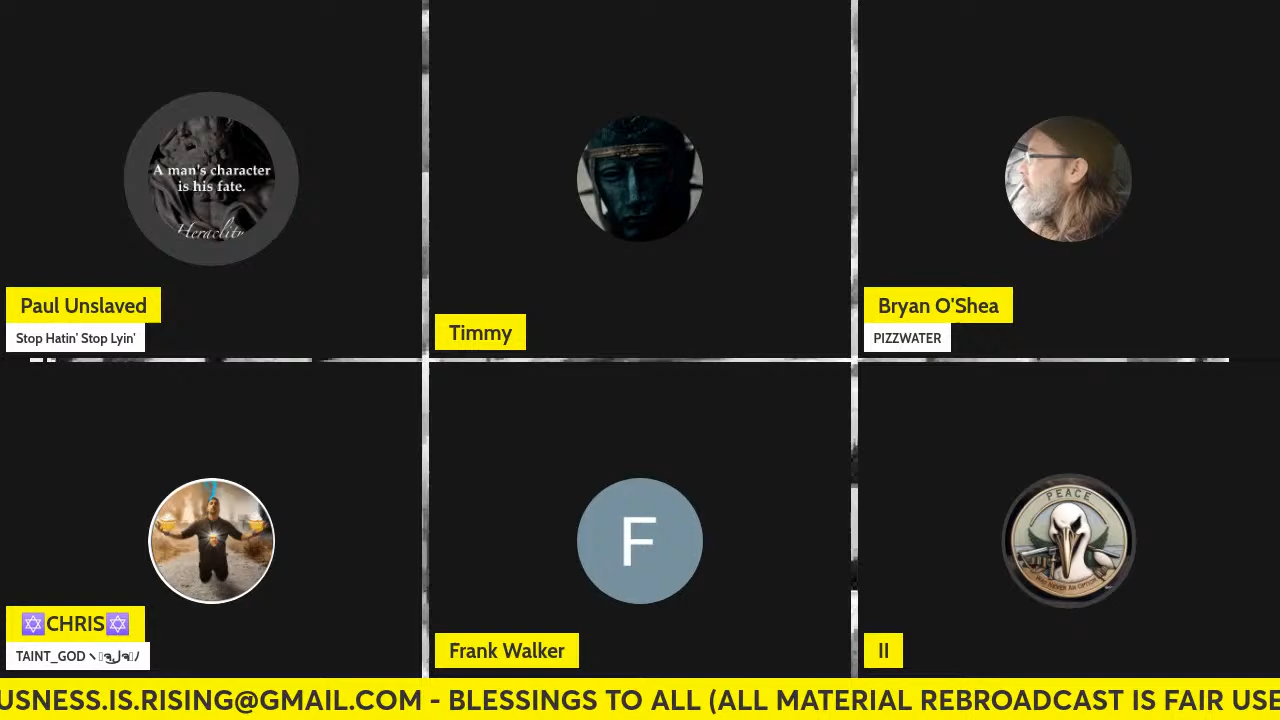 A man's character
is his fate.
Paul Unslaved
Stop Hatin' Stop Lyin'
Timmy
Bryan O'Shea
PIZZWATER
✡CHRIS✡
TAINT_GOD
F
Frank Walker
PEACE
II
USNESS.IS.RISING@GMAIL.COM - BLESSINGS TO ALL (ALL MATERIAL REBROADCAST IS FAIR USE